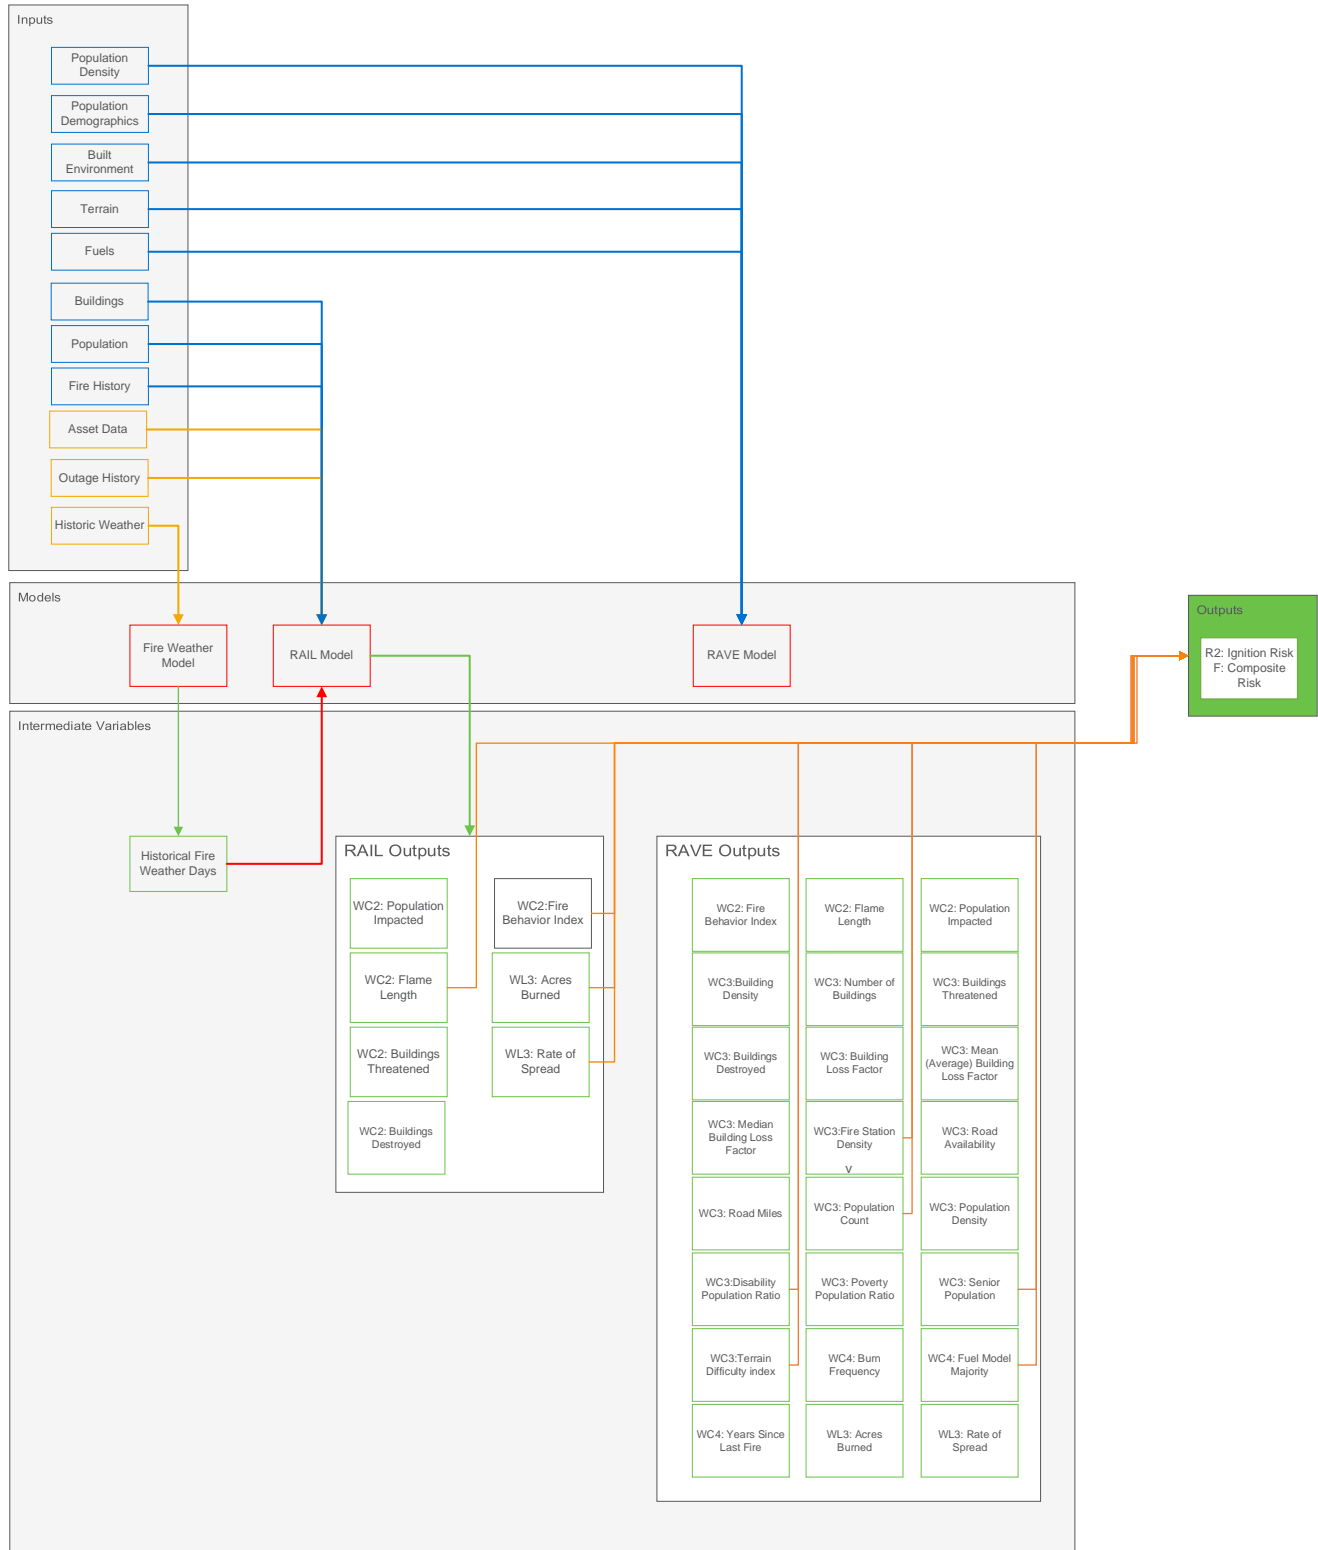 Inputs
Population
Density
Population
Demographics
Built
Environment
Terrain
Fuels
Buildings
Population
Fire History
Asset Data
Outage History
Historic Weather
Models
Fire Weather
Model
RAIL Model
RAVE Model
Outputs
R2: Ignition Risk
F: Composite
Risk
Intermediate Variables
Historical Fire
Weather Days
RAIL Outputs
WC2: Population
Impacted
WC2:Fire
Behavior Index
WC2: Flame
Length
WL3: Acres
Burned
WC2: Buildings
Threatened
WL3: Rate of
Spread
WC2: Buildings
Destroyed
RAVE Outputs
WC2: Fire
Behavior Index
WC2: Flame
Length
WC2: Population
Impacted
WC3:Building
Density
WC3: Number of
Buildings
WC3: Buildings
Threatened
WC3: Buildings
Destroyed
WC3: Building
Loss Factor
WC3: Mean
(Average) Building
Loss Factor
WC3: Median
Building Loss
Factor
WC3:Fire Station
Density
v
WC3: Road
Availability
WC3: Road Miles
WC3: Population
Count
WC3: Population
Density
WC3:Disability
Population Ratio
WC3: Poverty
Population Ratio
WC3: Senior
Population
WC3:Terrain
Difficulty index
WC4: Burn
Frequency
WC4: Fuel Model
Majority
WC4: Years Since
Last Fire
WL3: Acres
Burned
WL3: Rate of
Spread